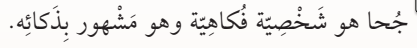 جُحا هو شَخْصِيّة فُكاهِيّة وهو مَشْهور بِذَكائِه.